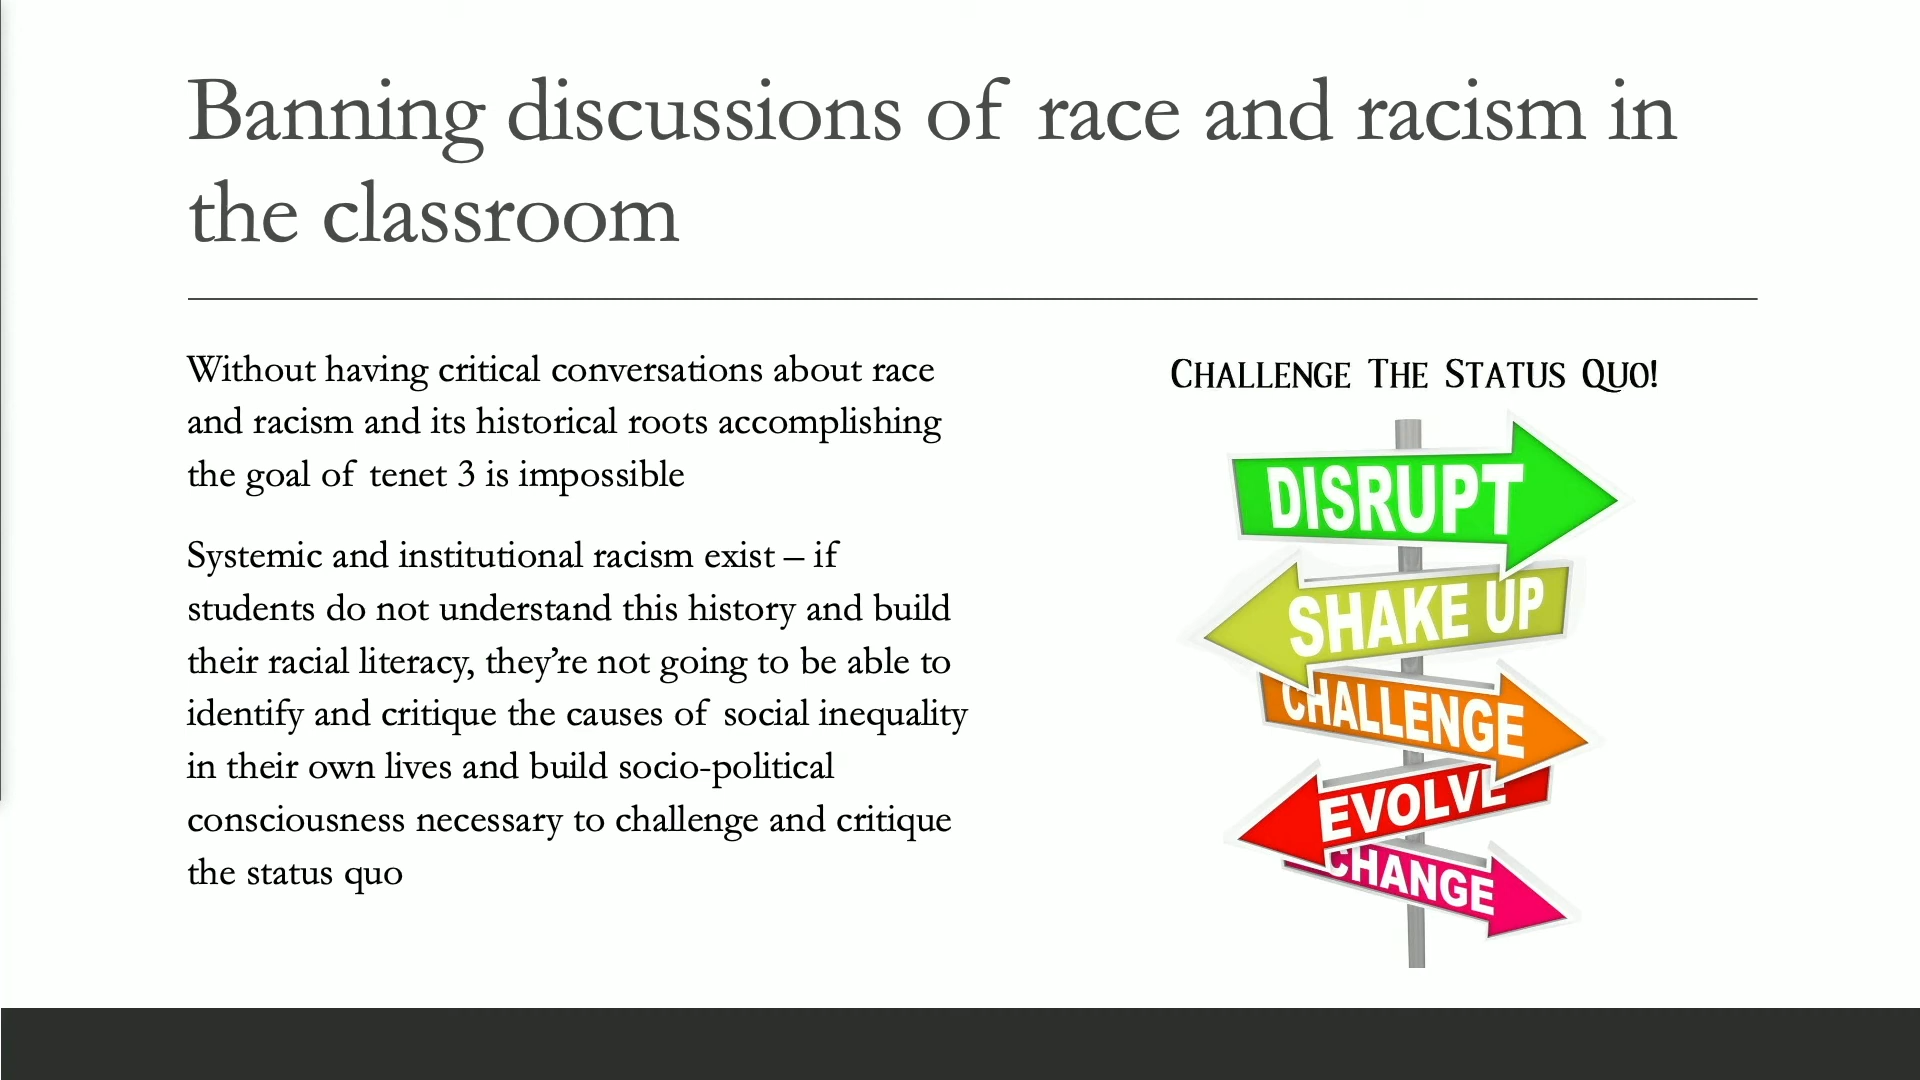 Banning discussions of race and racism in
the classroom
Without having critical conversations about race
and racism and its historical roots accomplishing
the goal of tenet 3 is impossible
Systemic and institutional racism exist – if
students do not understand this history and build
their racial literacy, they’re not going to be able to
identify and critique the causes of social inequality
in their own lives and build socio-political
consciousness necessary to challenge and critique
the status quo
Challenge The Status Quo!
DISRUPT
SHAKE UP
CHALLENGE
EVOLVE
CHANGE